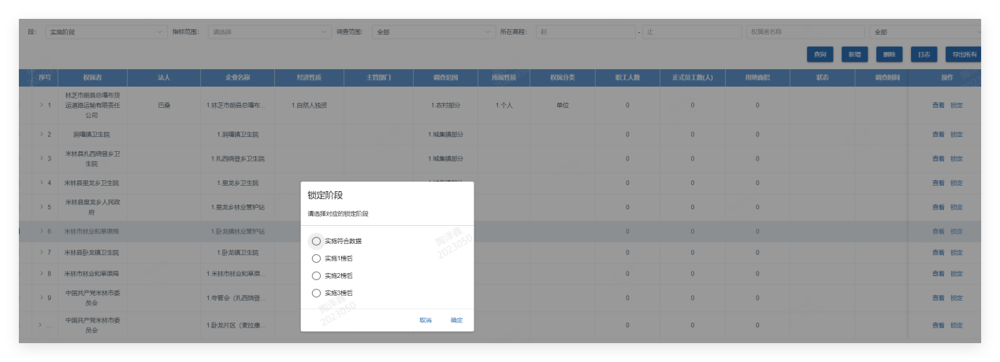 段： 实施阶段 指标范围： 请选择 调查范围： 全部 所在高程： 起 - 止 权属者名称 全部
查询 新增 删除 日志 导出所有
序号 权属者 法人 企业名称 经济性质 主管部门 调查范围 所属性质 权属分类 职工人数 正式员工数(人) 用地面积 状态 调查时间 操作
林芝市朗县总嘎布货
1 运道路运输有限责任 巴桑 1.林芝市朗县总嘎布... 1.自然人独资 1.农村部分 1.个人 单位 0 0 0 查看 锁定
公司
2 洞嘎镇卫生院 1.洞嘎镇卫生院 1.城集镇部分 0 0 0 查看 锁定
米林县扎西绕登乡卫
3 1.扎西绕登乡卫生院 1.城集镇部分 0 0 0 查看 锁定
生院
4 米林县里龙乡卫生院 1.里龙乡卫生院 0 0 0 查看 锁定
米林县里龙乡人民政
5 1.里龙乡林业管护站 0 0 0 查看 锁定
府
6 米林市林业和草原局 1.卧龙镇林业管护站 0 0 0 查看 锁定
7 米林县卧龙镇卫生院 1.卧龙镇卫生院 0 0 0 查看 锁定
8 米林市林业和草原局 1.米林市林业和草原... 0 0 0 查看 锁定
中国共产党米林市委
9 1.寺管会（扎西绕登... 0 0 0 查看 锁定
员会
中国共产党米林市委
... 1.卧龙片区（麦拉康... 0 0 0 查看 锁定
员会
锁定阶段
请选择对应的锁定阶段
实施符合数据
实施1榜后
实施2榜后
实施3榜后
取消 确定
周泽鑫
2023050
周泽鑫
2023050